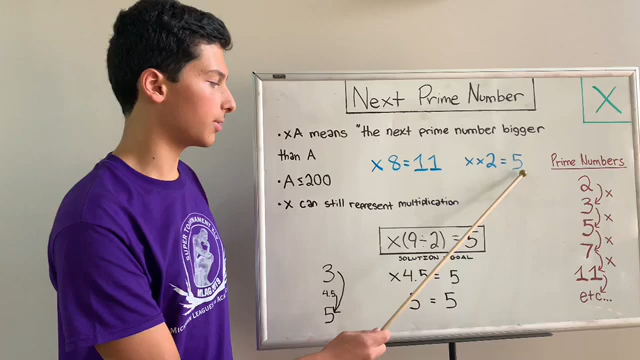 Next Prime Number
X
• xA means "the next prime number bigger
than A
x 8 = 11
x x 2 = 5
• A ≤ 200
• x can still represent multiplication
x(9 ÷ 2) = 5
SOLUTION = GOAL
x 4.5 = 5
5 = 5
3
4.5
5
Prime Numbers
2
x
3
x
5
x
7
x
11
etc...
SUPER TOURNAMENT